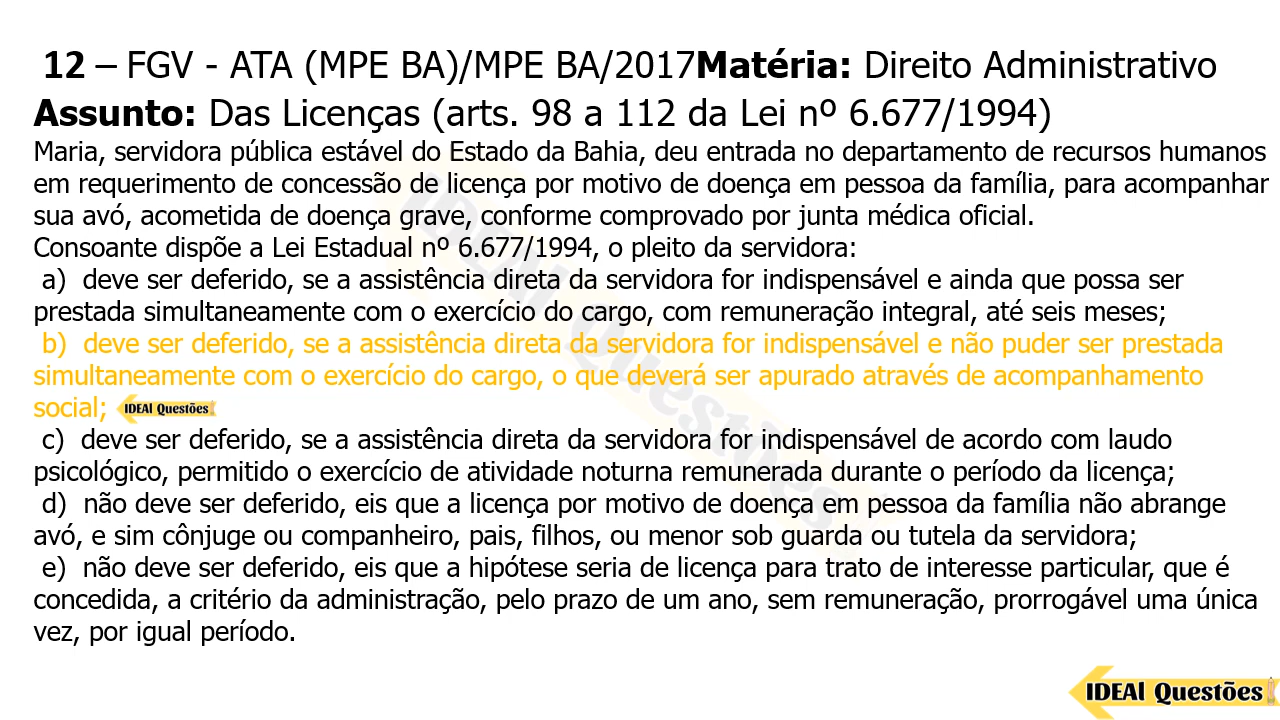 12 – FGV - ATA (MPE BA)/MPE BA/2017Matéria: Direito Administrativo
Assunto: Das Licenças (arts. 98 a 112 da Lei nº 6.677/1994)
Maria, servidora pública estável do Estado da Bahia, deu entrada no departamento de recursos humanos
em requerimento de concessão de licença por motivo de doença em pessoa da família, para acompanhar
sua avó, acometida de doença grave, conforme comprovado por junta médica oficial.
Consoante dispõe a Lei Estadual nº 6.677/1994, o pleito da servidora:
a) deve ser deferido, se a assistência direta da servidora for indispensável e ainda que possa ser
prestada simultaneamente com o exercício do cargo, com remuneração integral, até seis meses;
b) deve ser deferido, se a assistência direta da servidora for indispensável e não puder ser prestada
simultaneamente com o exercício do cargo, o que deverá ser apurado através de acompanhamento
social; IDEAl Questões
c) deve ser deferido, se a assistência direta da servidora for indispensável de acordo com laudo
psicológico, permitido o exercício de atividade noturna remunerada durante o período da licença;
d) não deve ser deferido, eis que a licença por motivo de doença em pessoa da família não abrange
avó, e sim cônjuge ou companheiro, pais, filhos, ou menor sob guarda ou tutela da servidora;
e) não deve ser deferido, eis que a hipótese seria de licença para trato de interesse particular, que é
concedida, a critério da administração, pelo prazo de um ano, sem remuneração, prorrogável uma única
vez, por igual período.
IDEAl Questões
IDEAl Questões